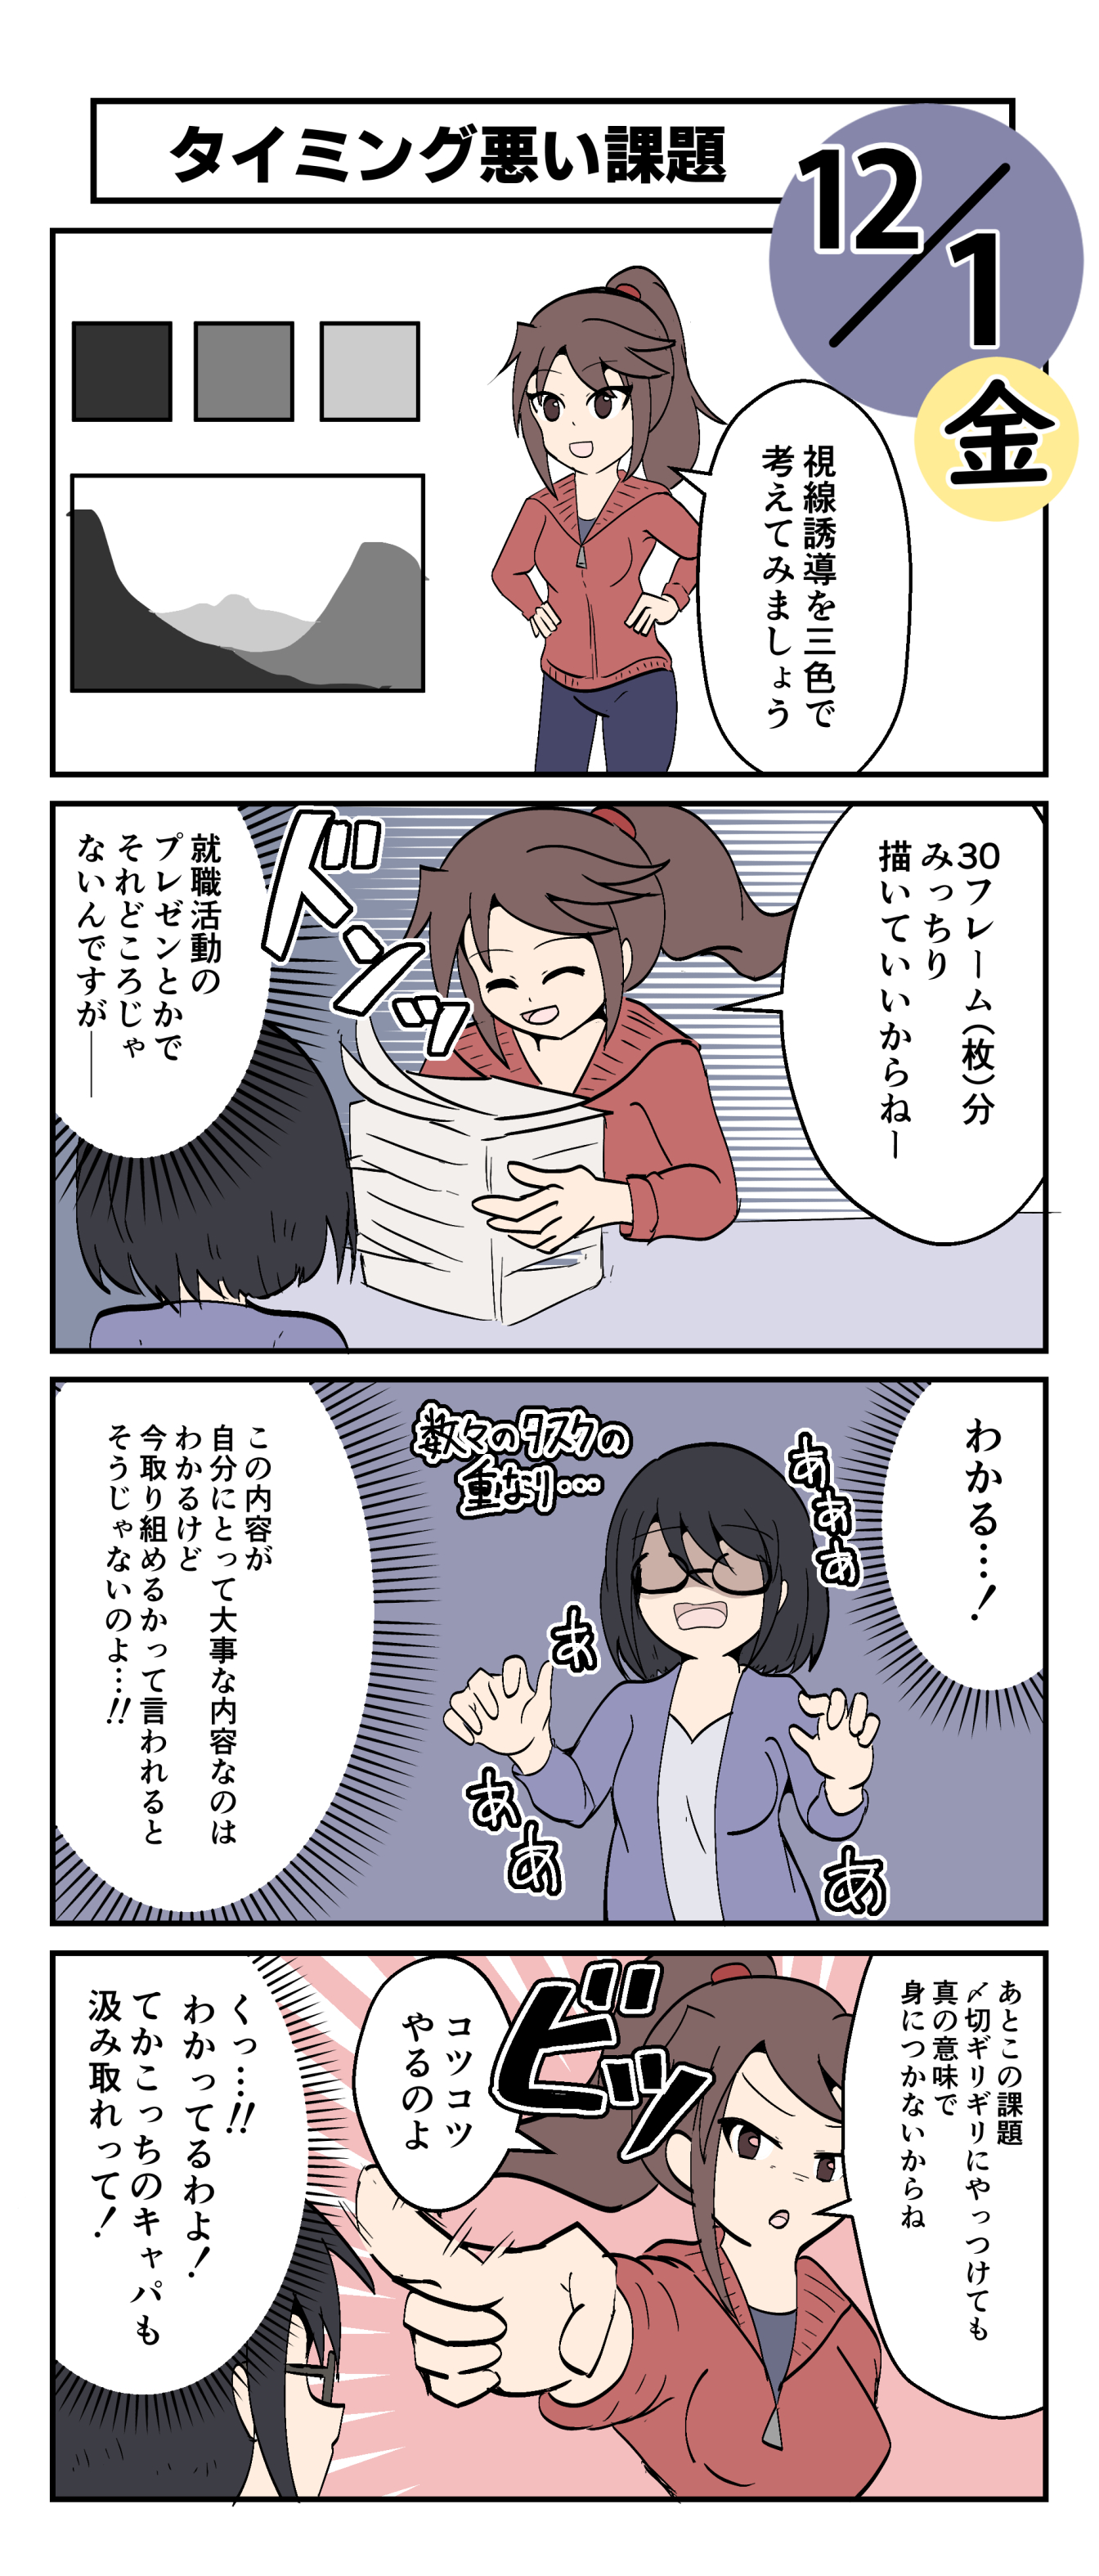 タイミング悪い課題
12/1
金
視線誘導を三色で
考えてみましょう
30フレーム(枚)分
みっちり
描いていいからねー
ドンッ
就職活動の
プレゼンとかで
それどころじゃ
ないんですが──
わかる…!
あぁぁ
数々のタスクの
重なり…
あ
あぁ
あ
この内容が
自分にとって大事な内容なのは
わかるけど
今取り組めるかって言われると
そうじゃないのよ…!!
あとこの課題
〆切ギリギリにやっつけても
真の意味で
身につかないからね
ビッ
コツコツ
やるのよ
くっ…!!
わかってるわよ!
てかこっちのキャパも
汲み取れって!